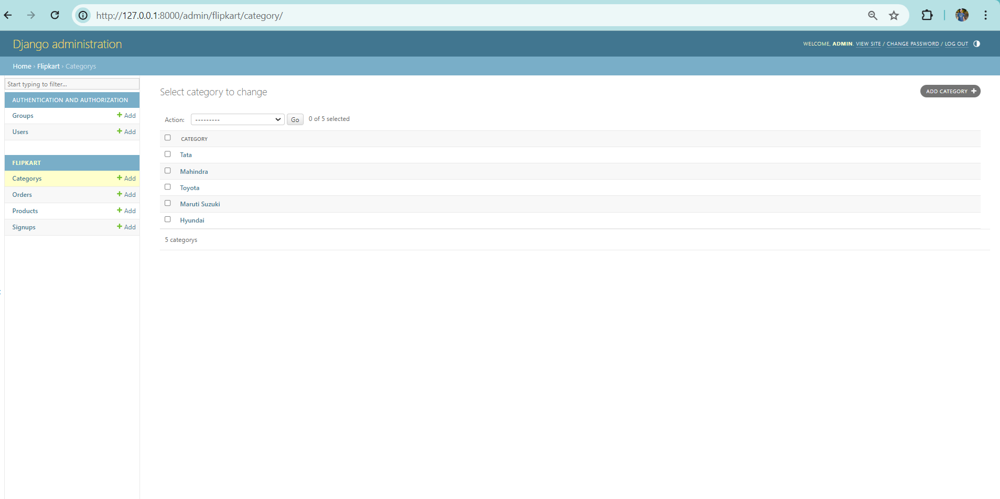 http://127.0.0.1:8000/admin/flipkart/category/
Django administration
WELCOME, ADMIN. VIEW SITE / CHANGE PASSWORD / LOG OUT
Home › Flipkart › Categorys
Start typing to filter...
AUTHENTICATION AND AUTHORIZATION
Groups + Add
Users + Add
FLIPKART
Categorys + Add
Orders + Add
Products + Add
Signups + Add
Select category to change
ADD CATEGORY +
Action: --------- Go 0 of 5 selected
CATEGORY
Tata
Mahindra
Toyota
Maruti Suzuki
Hyundai
5 categorys